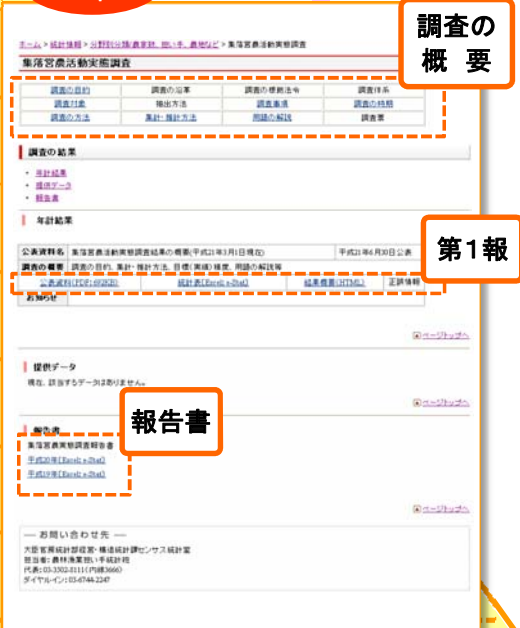 調査の
概　要
ホーム > 統計情報 > 分野別分類/農家数、担い手、農地など > 集落営農活動実態調査
集落営農活動実態調査
調査の目的　調査の沿革　調査の根拠法令　調査体系
調査対象　抽出方法　調査事項　調査の時期
調査の方法　集計・推計方法　用語の解説　調査票
調査の結果
・ 年計結果
・ 提供データ
・ 報告書
年計結果
第1報
公表資料名　集落営農活動実態調査結果の概要(平成21年3月1日現在)　平成21年6月30日公表
調査の概要　調査の目的、集計・推計方法、目標(実績)精度、用語の解説等
公表資料(PDF:692KB)　統計表[Excel:e-Stat]　結果概要(HTML)　正誤情報
お知らせ
ページトップへ
提供データ
現在、該当するデータはありません。
ページトップへ
報告書
報告書
集落営農実態調査報告書
平成20年[Excel:e-Stat]
平成19年[Excel:e-Stat]
ページトップへ
― お問い合わせ先 ―
大臣官房統計部経営・構造統計課センサス統計室
担当者：農林漁業担い手統計班
代表：03-3502-8111(内線3666)
ダイヤルイン：03-6744-2247